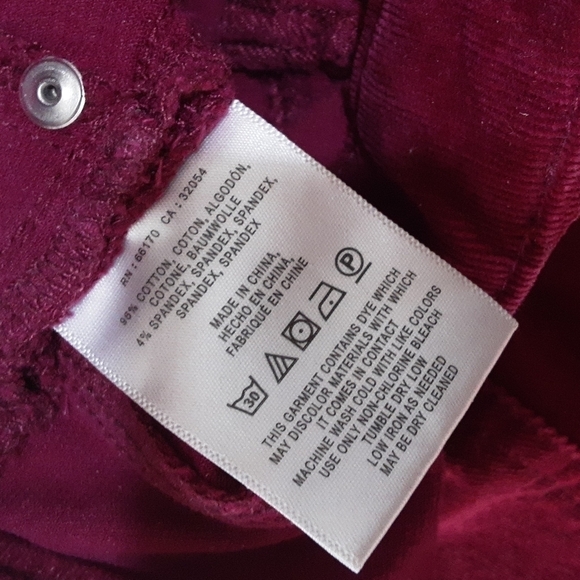 RN : 66170 CA : 32054
96% COTTON, COTON, ALGODÓN,
COTONE, BAUMWOLLE
4% SPANDEX, SPANDEX, SPANDEX,
SPANDEX, SPANDEX
MADE IN CHINA,
HECHO EN CHINA,
FABRIQUE EN CHINE
30 P
THIS GARMENT CONTAINS DYE WHICH
MAY DISCOLOR MATERIALS WITH WHICH
IT COMES IN CONTACT
MACHINE WASH COLD WITH LIKE COLORS
USE ONLY NON-CHLORINE BLEACH
TUMBLE DRY LOW
LOW IRON AS NEEDED
MAY BE DRY CLEANED